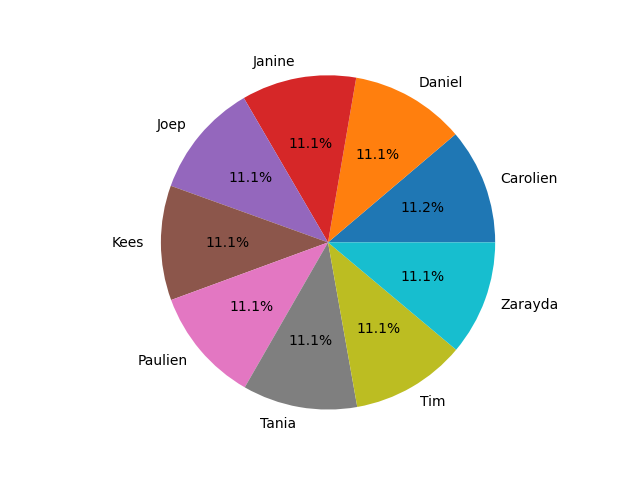 Janine
Daniel
Joep
Carolien
Kees
Zarayda
Paulien
Tim
Tania
11.1%
11.1%
11.1%
11.2%
11.1%
11.1%
11.1%
11.1%
11.1%